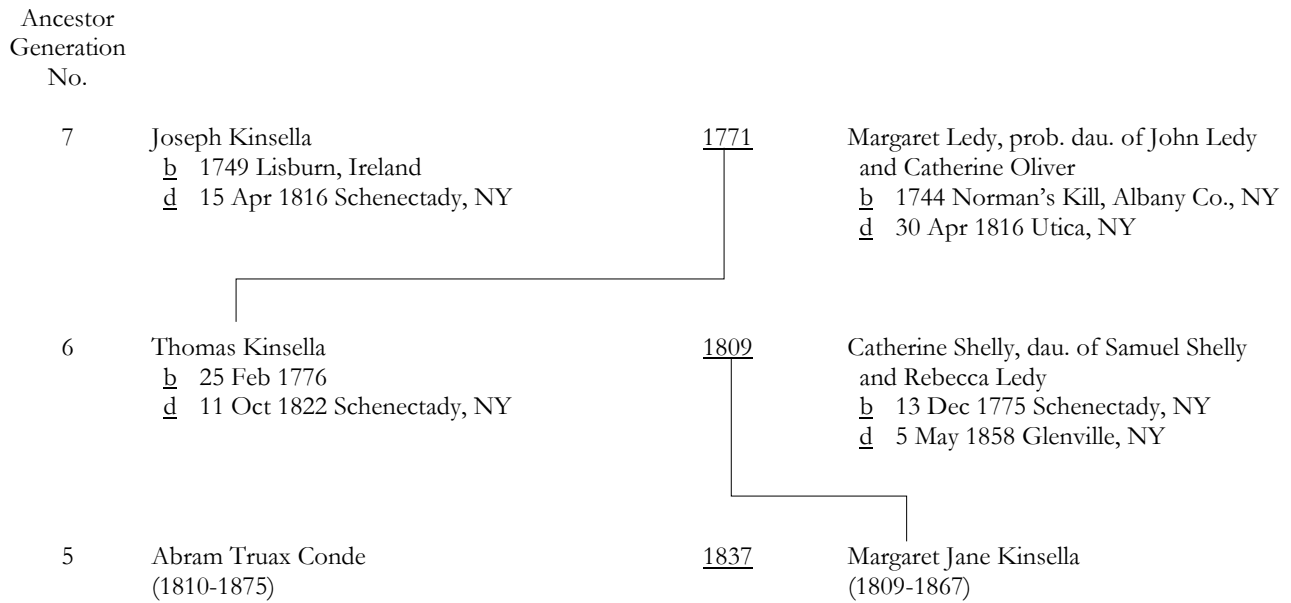 Ancestor
Generation
No.
7 Joseph Kinsella 1771 Margaret Ledy, prob. dau. of John Ledy
b 1749 Lisburn, Ireland and Catherine Oliver
d 15 Apr 1816 Schenectady, NY b 1744 Norman's Kill, Albany Co., NY
d 30 Apr 1816 Utica, NY
6 Thomas Kinsella 1809 Catherine Shelly, dau. of Samuel Shelly
b 25 Feb 1776 and Rebecca Ledy
d 11 Oct 1822 Schenectady, NY b 13 Dec 1775 Schenectady, NY
d 5 May 1858 Glenville, NY
5 Abram Truax Conde 1837 Margaret Jane Kinsella
(1810-1875) (1809-1867)